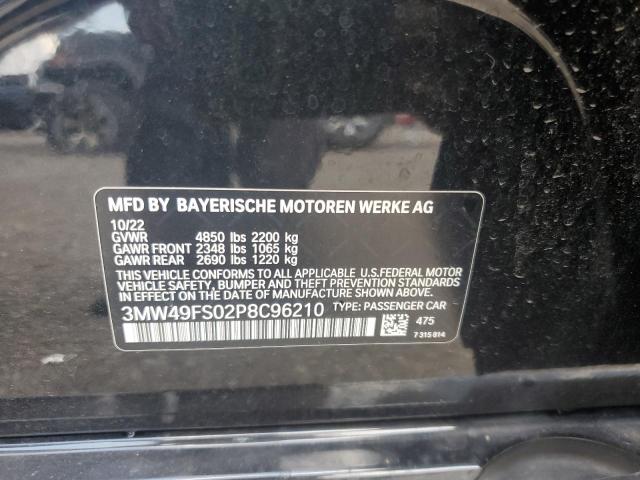 MFD BY BAYERISCHE MOTOREN WERKE AG
10/22
GVWR 4850 lbs 2200 kg
GAWR FRONT 2348 lbs 1065 kg
GAWR REAR 2690 lbs 1220 kg
THIS VEHICLE CONFORMS TO ALL APPLICABLE U.S.FEDERAL MOTOR
VEHICLE SAFETY, BUMPER AND THEFT PREVENTION STANDARDS
IN EFFECT ON THE DATE OF MANUFACTURE SHOWN ABOVE.
3MW49FS02P8C96210 TYPE: PASSENGER CAR
475
7 315 814